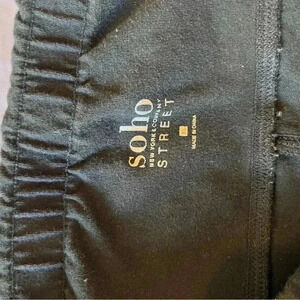 soho
NEW YORK & COMPANY
STREET
MADE IN CHINA